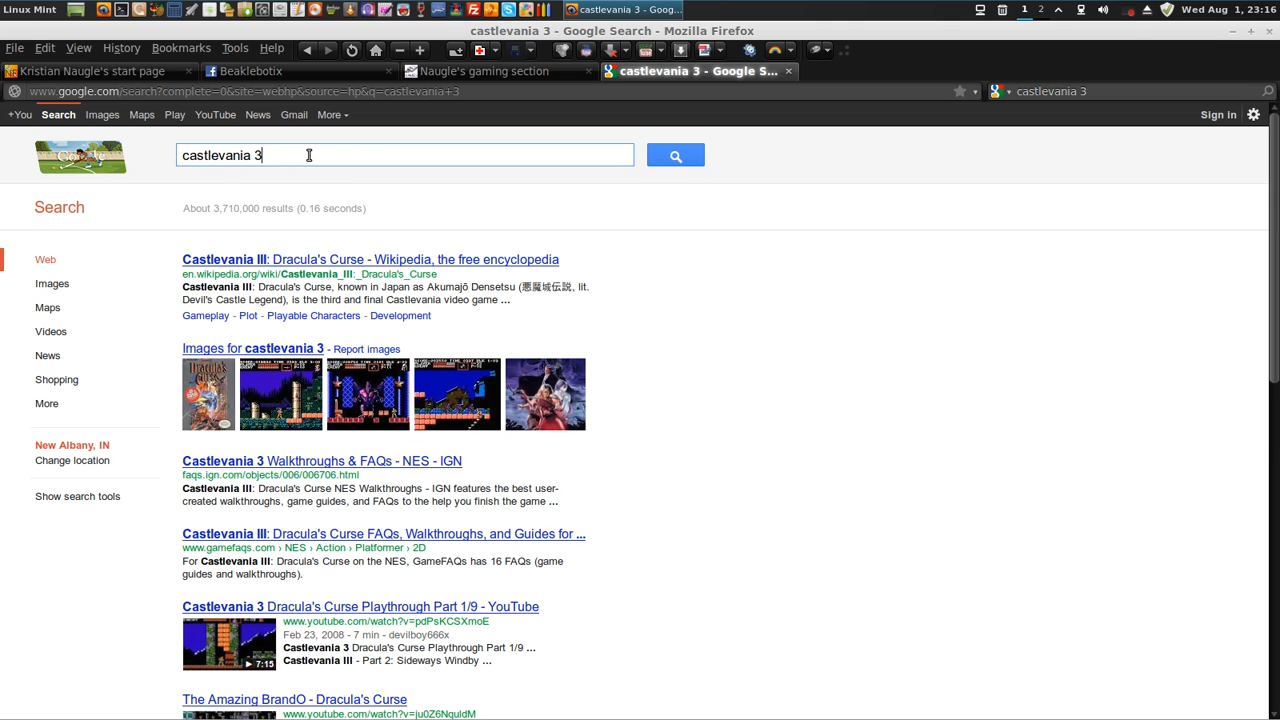 Linux Mint
castlevania 3 - Goog...
1 2
Wed Aug 1, 23:16
castlevania 3 - Google Search - Mozilla Firefox
File Edit View History Bookmarks Tools Help
Kristian Naugle's start page
Beaklebotix
Naugle's gaming section
castlevania 3 - Google S...
www.google.com/search?complete=0&site=webhp&source=hp&q=castlevania+3
castlevania 3
+You Search Images Maps Play YouTube News Gmail More
Sign in
castlevania 3
Search
About 3,710,000 results (0.16 seconds)
Web
Images
Maps
Videos
News
Shopping
More
New Albany, IN
Change location
Show search tools
Castlevania III: Dracula's Curse - Wikipedia, the free encyclopedia
en.wikipedia.org/wiki/Castlevania_III:_Dracula's_Curse
Castlevania III: Dracula's Curse, known in Japan as Akumajō Densetsu (悪魔城伝説, lit.
Devil's Castle Legend), is the third and final Castlevania video game ...
Gameplay - Plot - Playable Characters - Development
Images for castlevania 3 - Report images
Castlevania 3 Walkthroughs & FAQs - NES - IGN
faqs.ign.com/objects/006/006706.html
Castlevania III: Dracula's Curse NES Walkthroughs - IGN features the best user-
created walkthroughs, game guides, and FAQs to the help you finish the game ...
Castlevania III: Dracula's Curse FAQs, Walkthroughs, and Guides for ...
www.gamefaqs.com › NES › Action › Platformer › 2D
For Castlevania III: Dracula's Curse on the NES, GameFAQs has 16 FAQs (game
guides and walkthroughs).
Castlevania 3 Dracula's Curse Playthrough Part 1/9 - YouTube
www.youtube.com/watch?v=pdPsKCSXmoE
Feb 23, 2008 - 7 min - devilboy666x
Castlevania 3 Dracula's Curse Playthrough Part 1/9 ...
Castlevania III - Part 2: Sideways Windby ...
7:15
The Amazing BrandO - Dracula's Curse
www.youtube.com/watch?v=ju0Z6NquldM